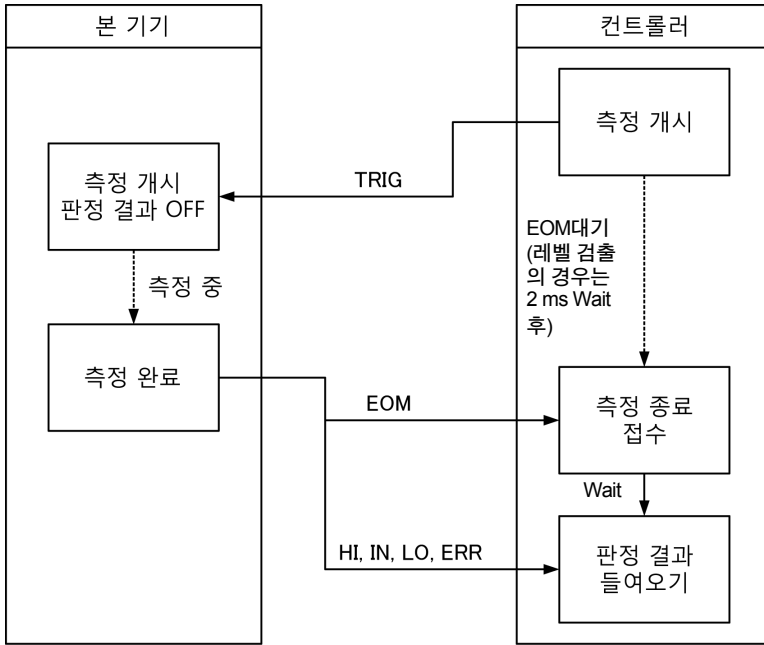 본 기기
컨트롤러
측정 개시
TRIG
측정 개시
판정 결과 OFF
EOM대기
(레벨 검출
의 경우는
2 ms Wait
후)
측정 중
측정 완료
EOM
측정 종료
접수
Wait
HI, IN, LO, ERR
판정 결과
들여오기